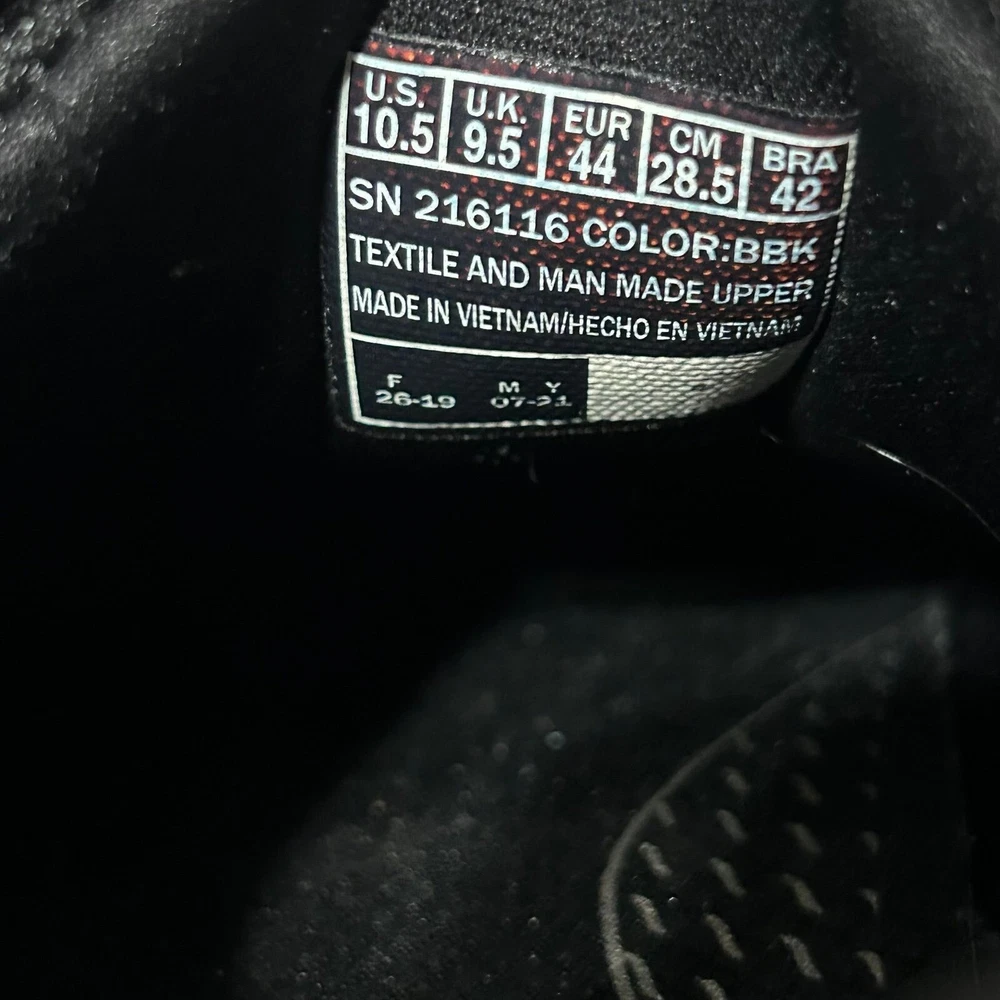 U.S. U.K. EUR CM BRA
10.5 9.5 44 28.5 42
SN 216116 COLOR:BBK
TEXTILE AND MAN MADE UPPER
MADE IN VIETNAM/HECHO EN VIETNAM
F M Y
26-19 07-21